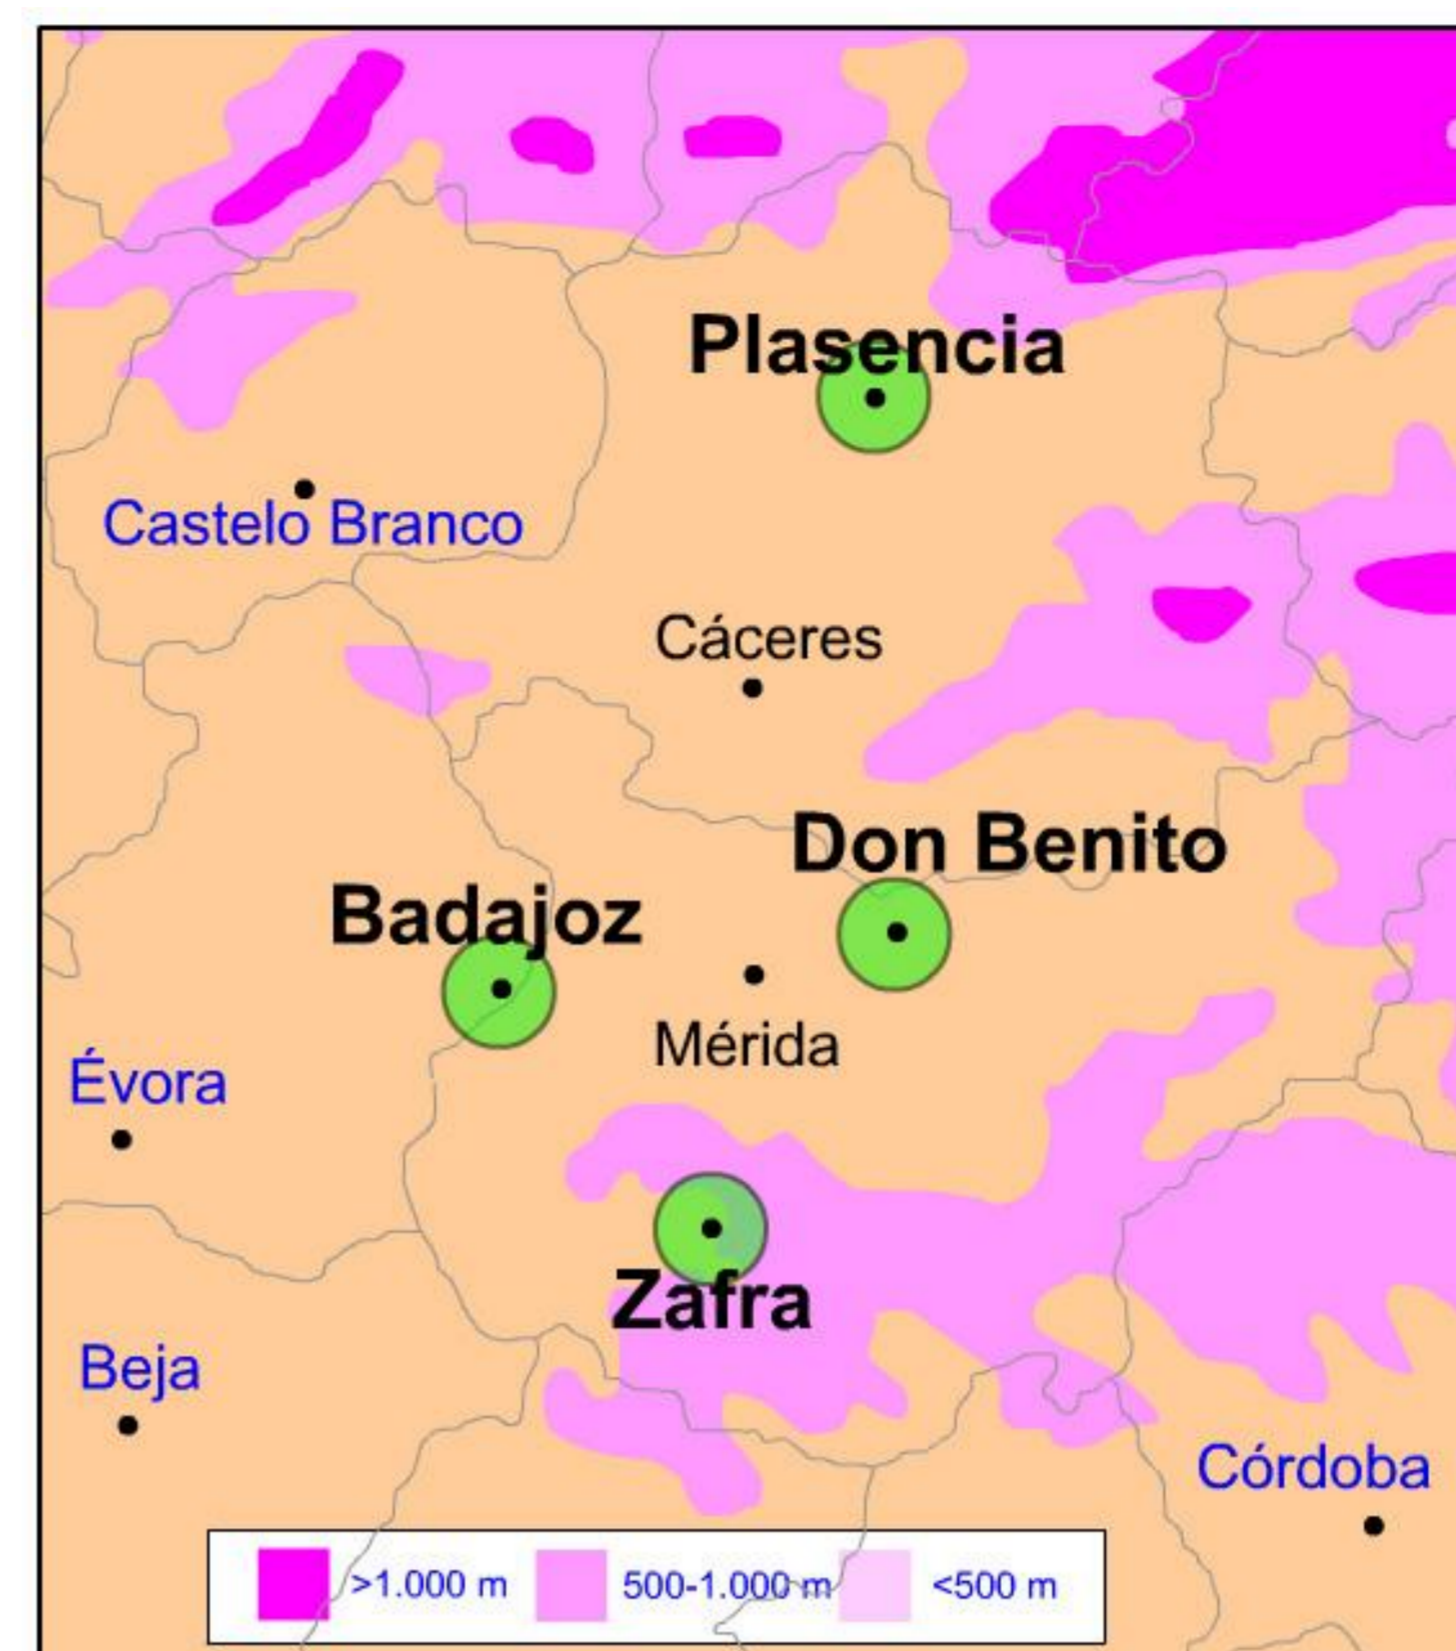 Plasencia
Castelo Branco
Cáceres
Don Benito
Badajoz
Mérida
Évora
Zafra
Beja
Córdoba
>1.000 m 500-1.000 m <500 m